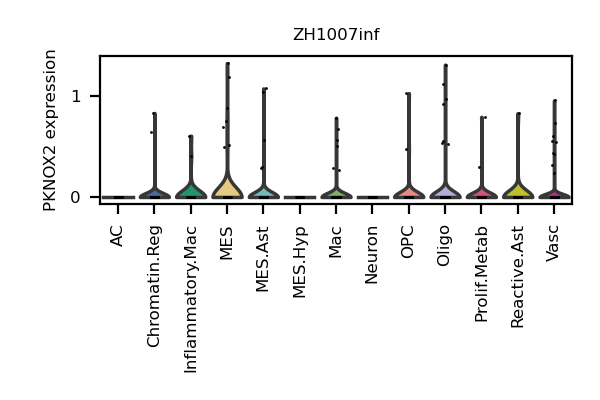 ZH1007inf
PKNOX2 expression
1
0
AC
Chromatin.Reg
Inflammatory.Mac
MES
MES.Ast
MES.Hyp
Mac
Neuron
OPC
Oligo
Prolif.Metab
Reactive.Ast
Vasc